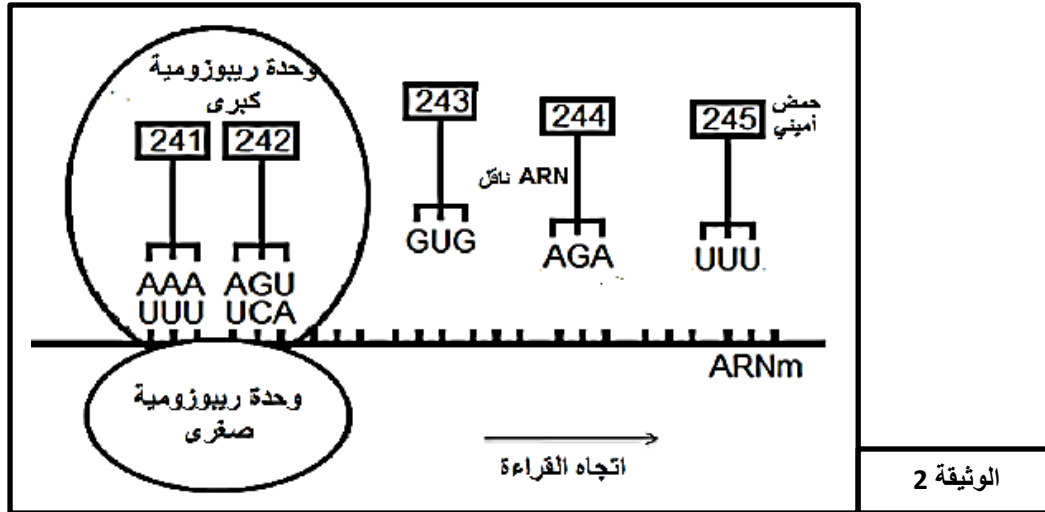 وحدة ريبوزومية
كبرى
241
242
243
244
245
حمض
أميني
ARN ناقل
GUG
AGA
UUU
AAA
AGU
UUU
UCA
ARNm
وحدة ريبوزومية
صغرى
اتجاه القراءة
الوثيقة 2